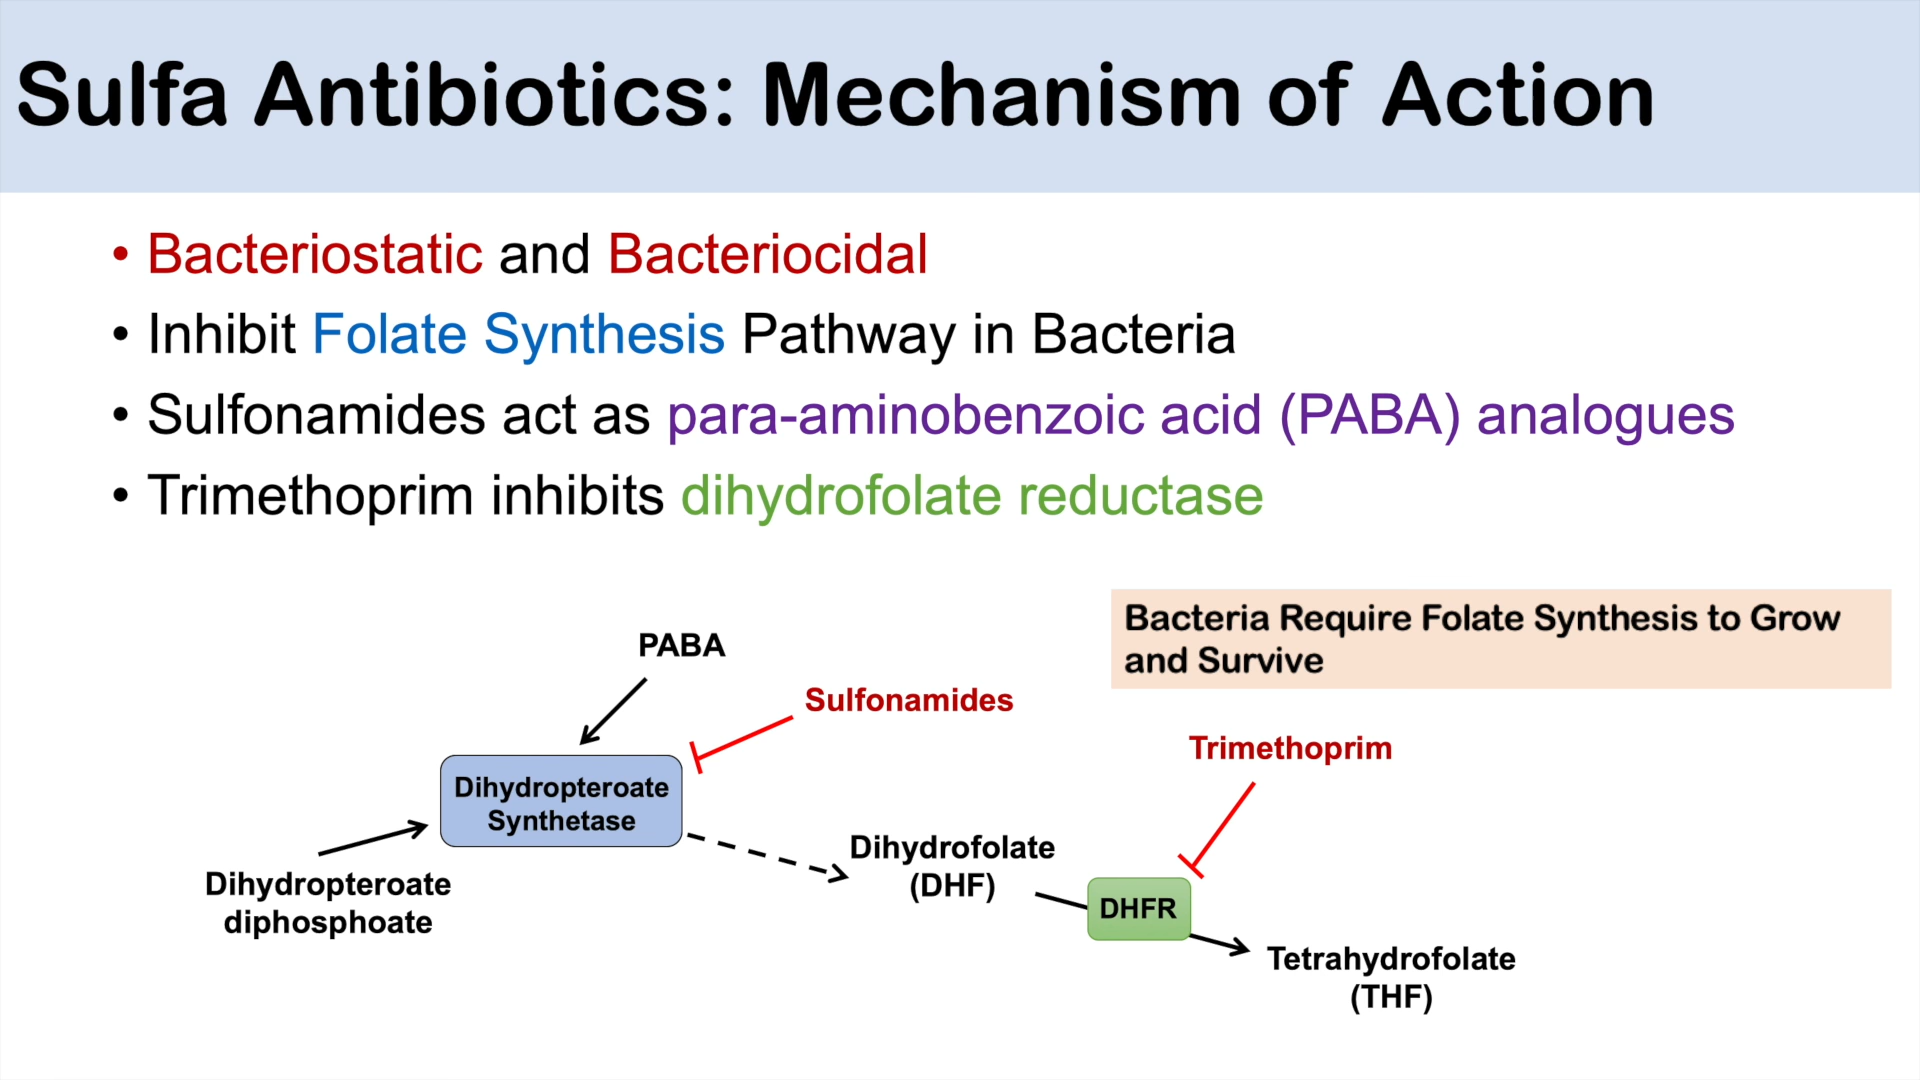 Sulfa Antibiotics: Mechanism of Action
• Bacteriostatic and Bacteriocidal
• Inhibit Folate Synthesis Pathway in Bacteria
• Sulfonamides act as para-aminobenzoic acid (PABA) analogues
• Trimethoprim inhibits dihydrofolate reductase
Bacteria Require Folate Synthesis to Grow
and Survive
PABA
Sulfonamides
Trimethoprim
Dihydropteroate
Synthetase
Dihydropteroate
diphosphoate
Dihydrofolate
(DHF)
DHFR
Tetrahydrofolate
(THF)